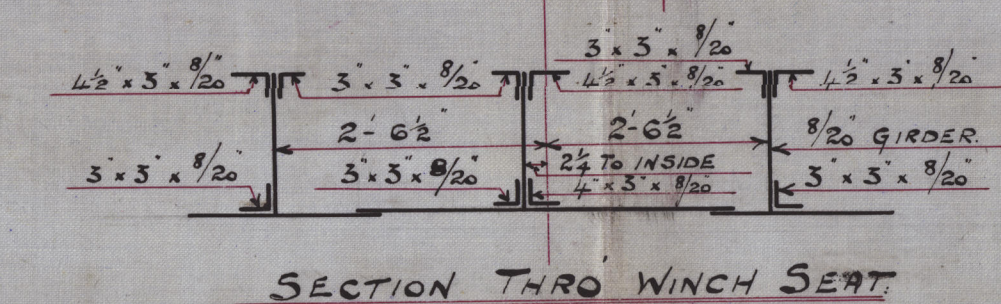 3" x 3" x 8/20"
4½" x 3" x 8/20"
3" x 3" x 8/20"
4½" x 3" x 8/20"
4½" x 3" x 8/20"
2'- 6½"
2'- 6½"
8/20" GIRDER.
3" x 3" x 8/20"
3" x 3" x 8/20"
2¼ TO INSIDE
4" x 3" x 8/20"
3" x 3" x 8/20"
SECTION THRO' WINCH SEAT.